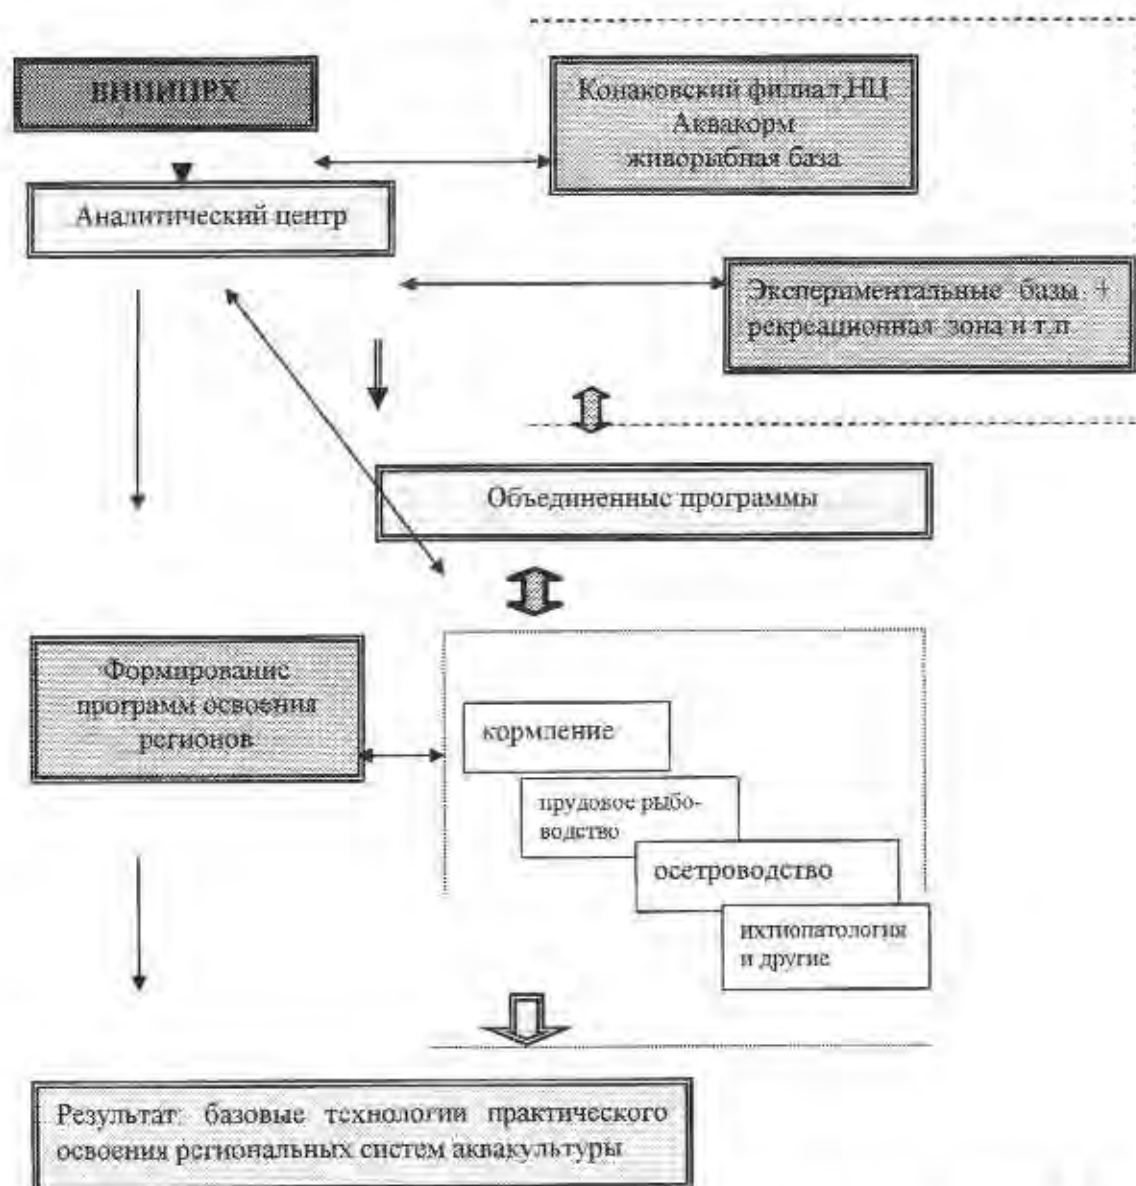 ВНИИПРХ
Конаковский филиал,НЦ
Аквакорм
живорыбная база
Аналитический центр
Экспериментальные базы +
рекреационная зона и т.п
Объединенные программы
Формирование
программ освоения
регионов
кормление
прудовое рыбо-
водство
осетроводство
ихтиопатология
и другие
Результат: базовые технологии практического
освоения региональных систем аквакультуры